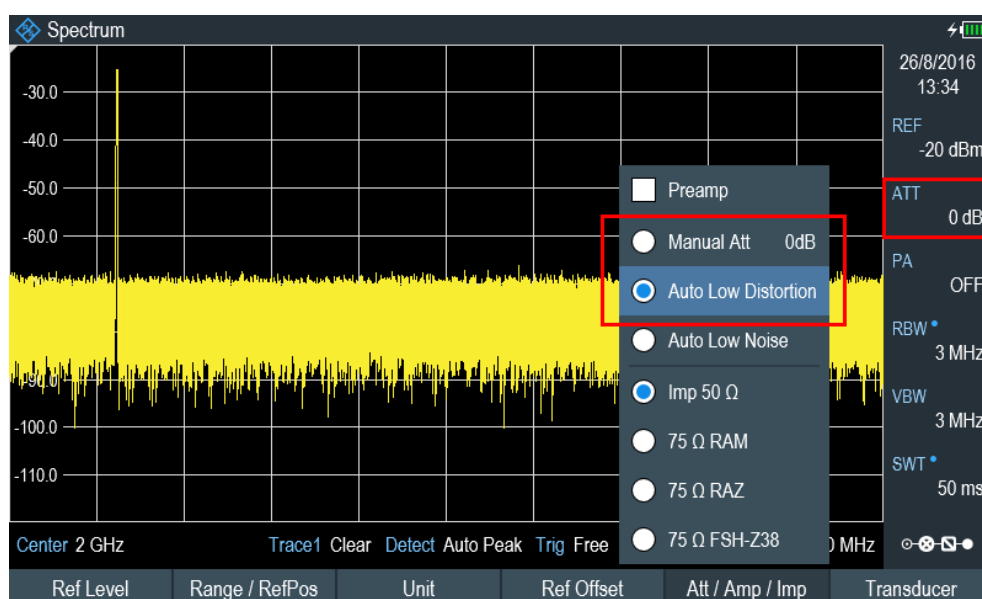 Spectrum
26/8/2016
13:34
-30.0
-40.0
-50.0
-60.0
-90.0
-100.0
-110.0
REF
-20 dBm
ATT
0 dB
PA
OFF
RBW
3 MHz
VBW
3 MHz
SWT
50 ms
Preamp
Manual Att 0dB
Auto Low Distortion
Auto Low Noise
Imp 50 Ω
75 Ω RAM
75 Ω RAZ
75 Ω FSH-Z38
Center 2 GHz Trace1 Clear Detect Auto Peak Trig Free MHz
Ref Level Range / RefPos Unit Ref Offset Att / Amp / Imp Transducer